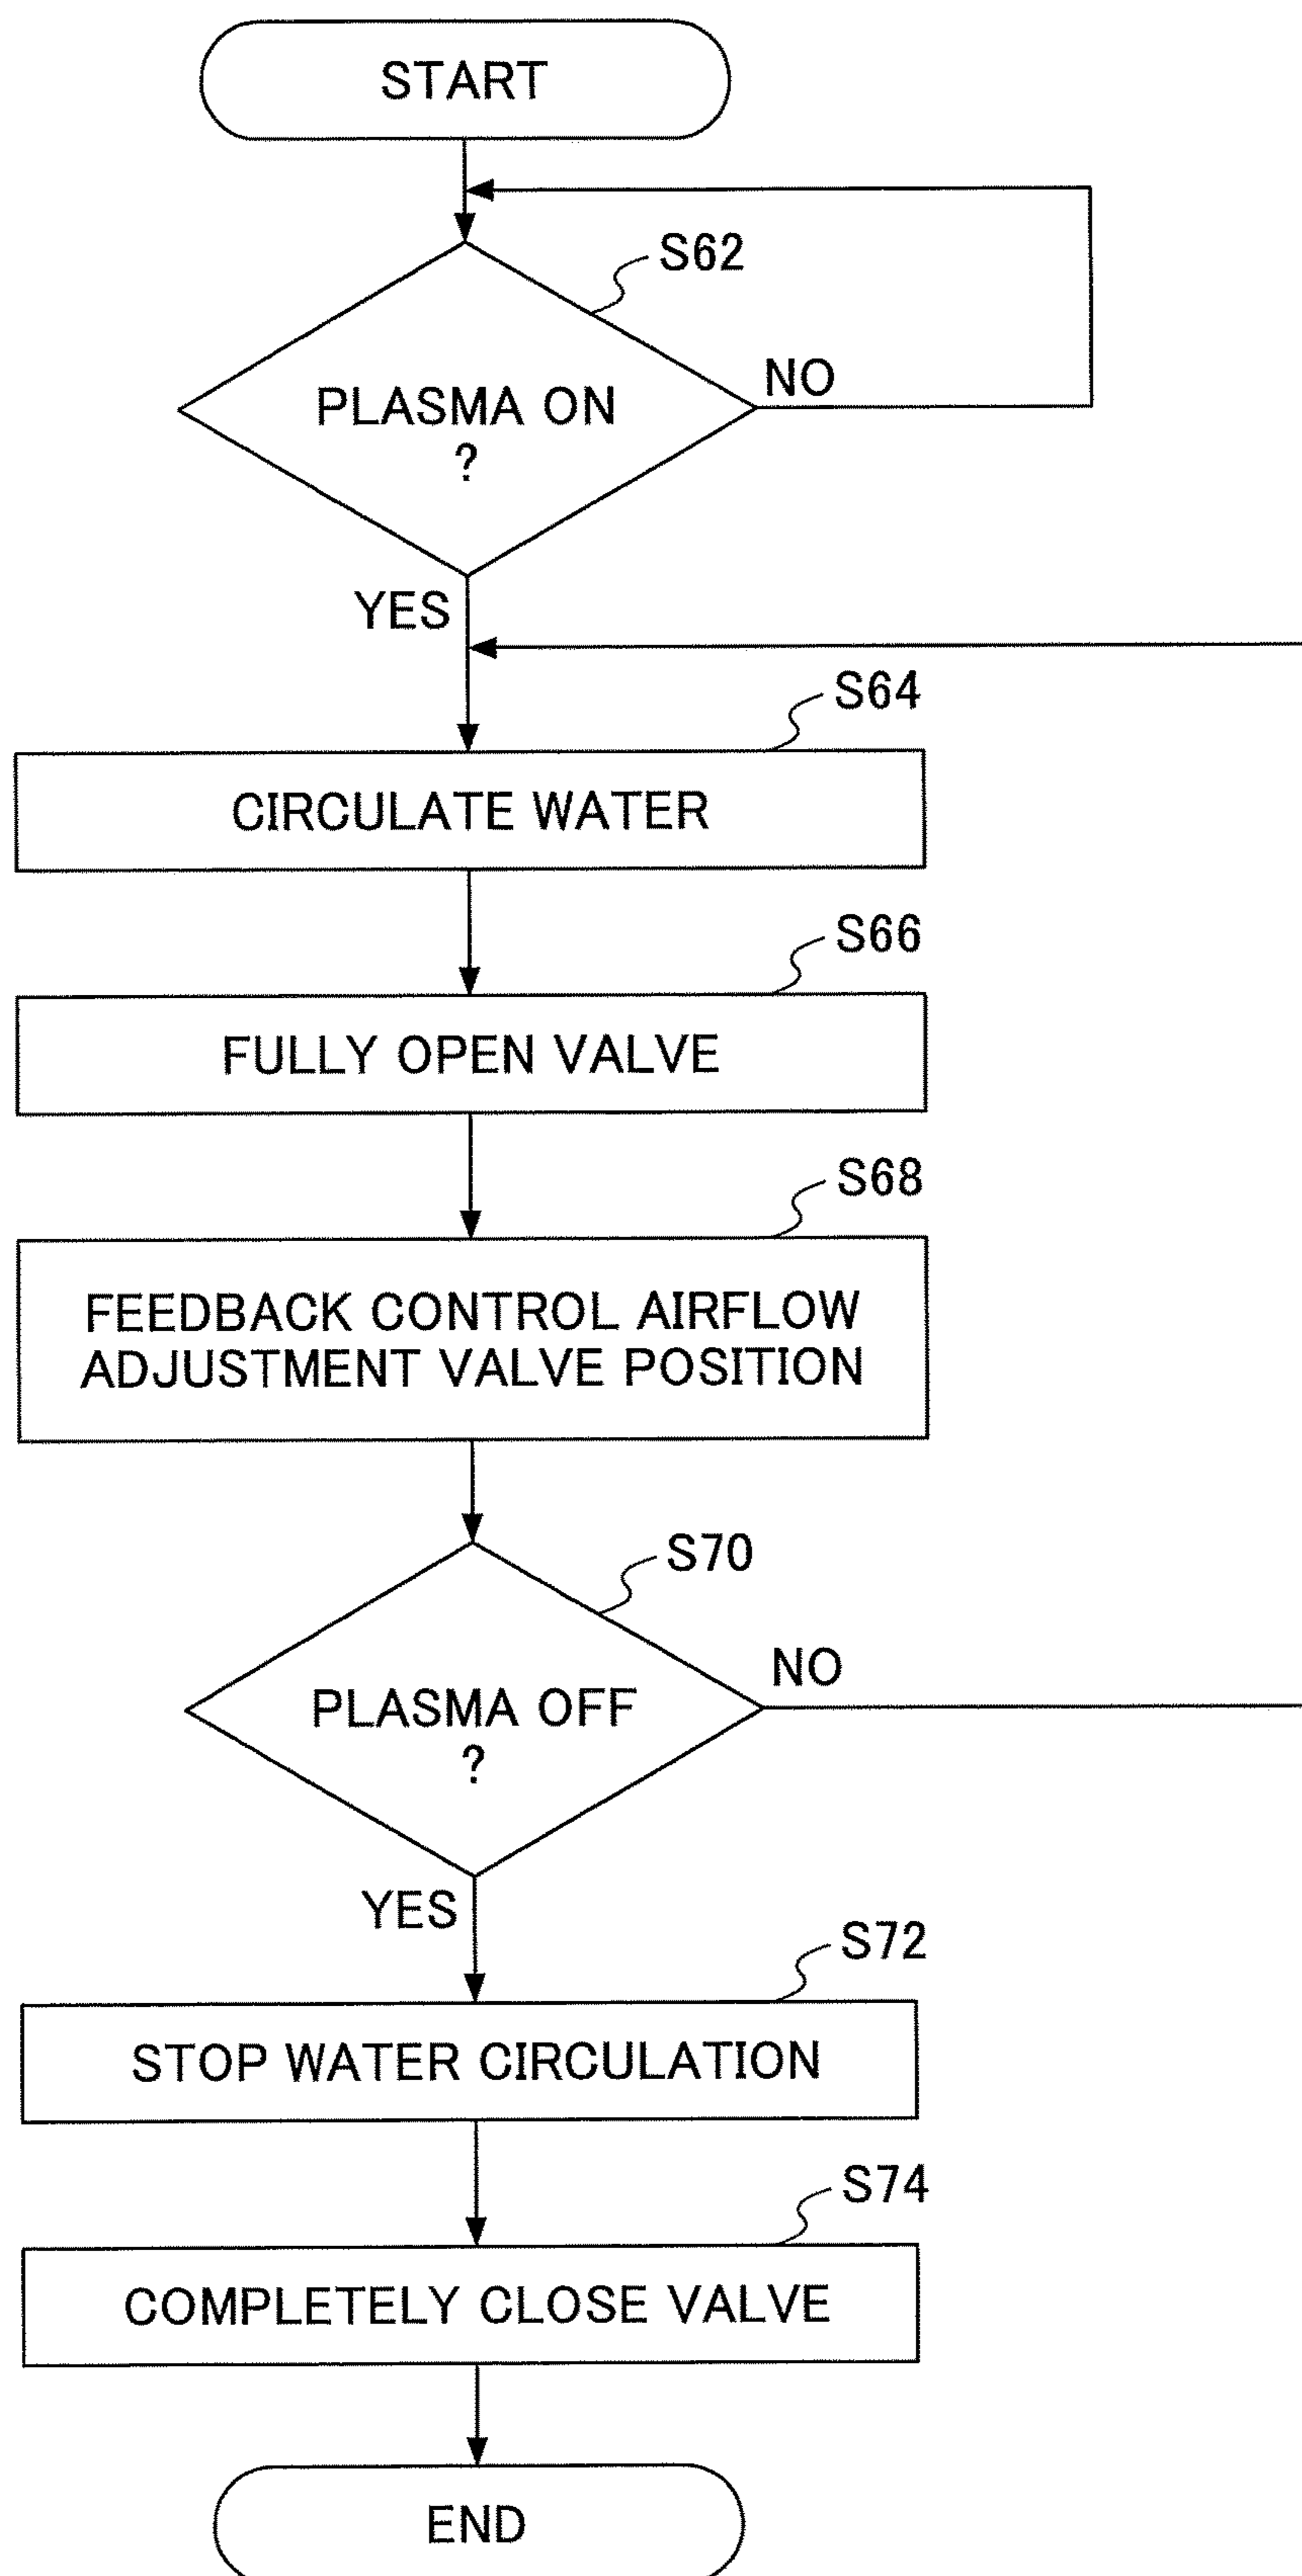 START
S62
PLASMA ON
?
NO
YES
S64
CIRCULATE WATER
S66
FULLY OPEN VALVE
S68
FEEDBACK CONTROL AIRFLOW
ADJUSTMENT VALVE POSITION
S70
PLASMA OFF
?
NO
YES
S72
STOP WATER CIRCULATION
S74
COMPLETELY CLOSE VALVE
END